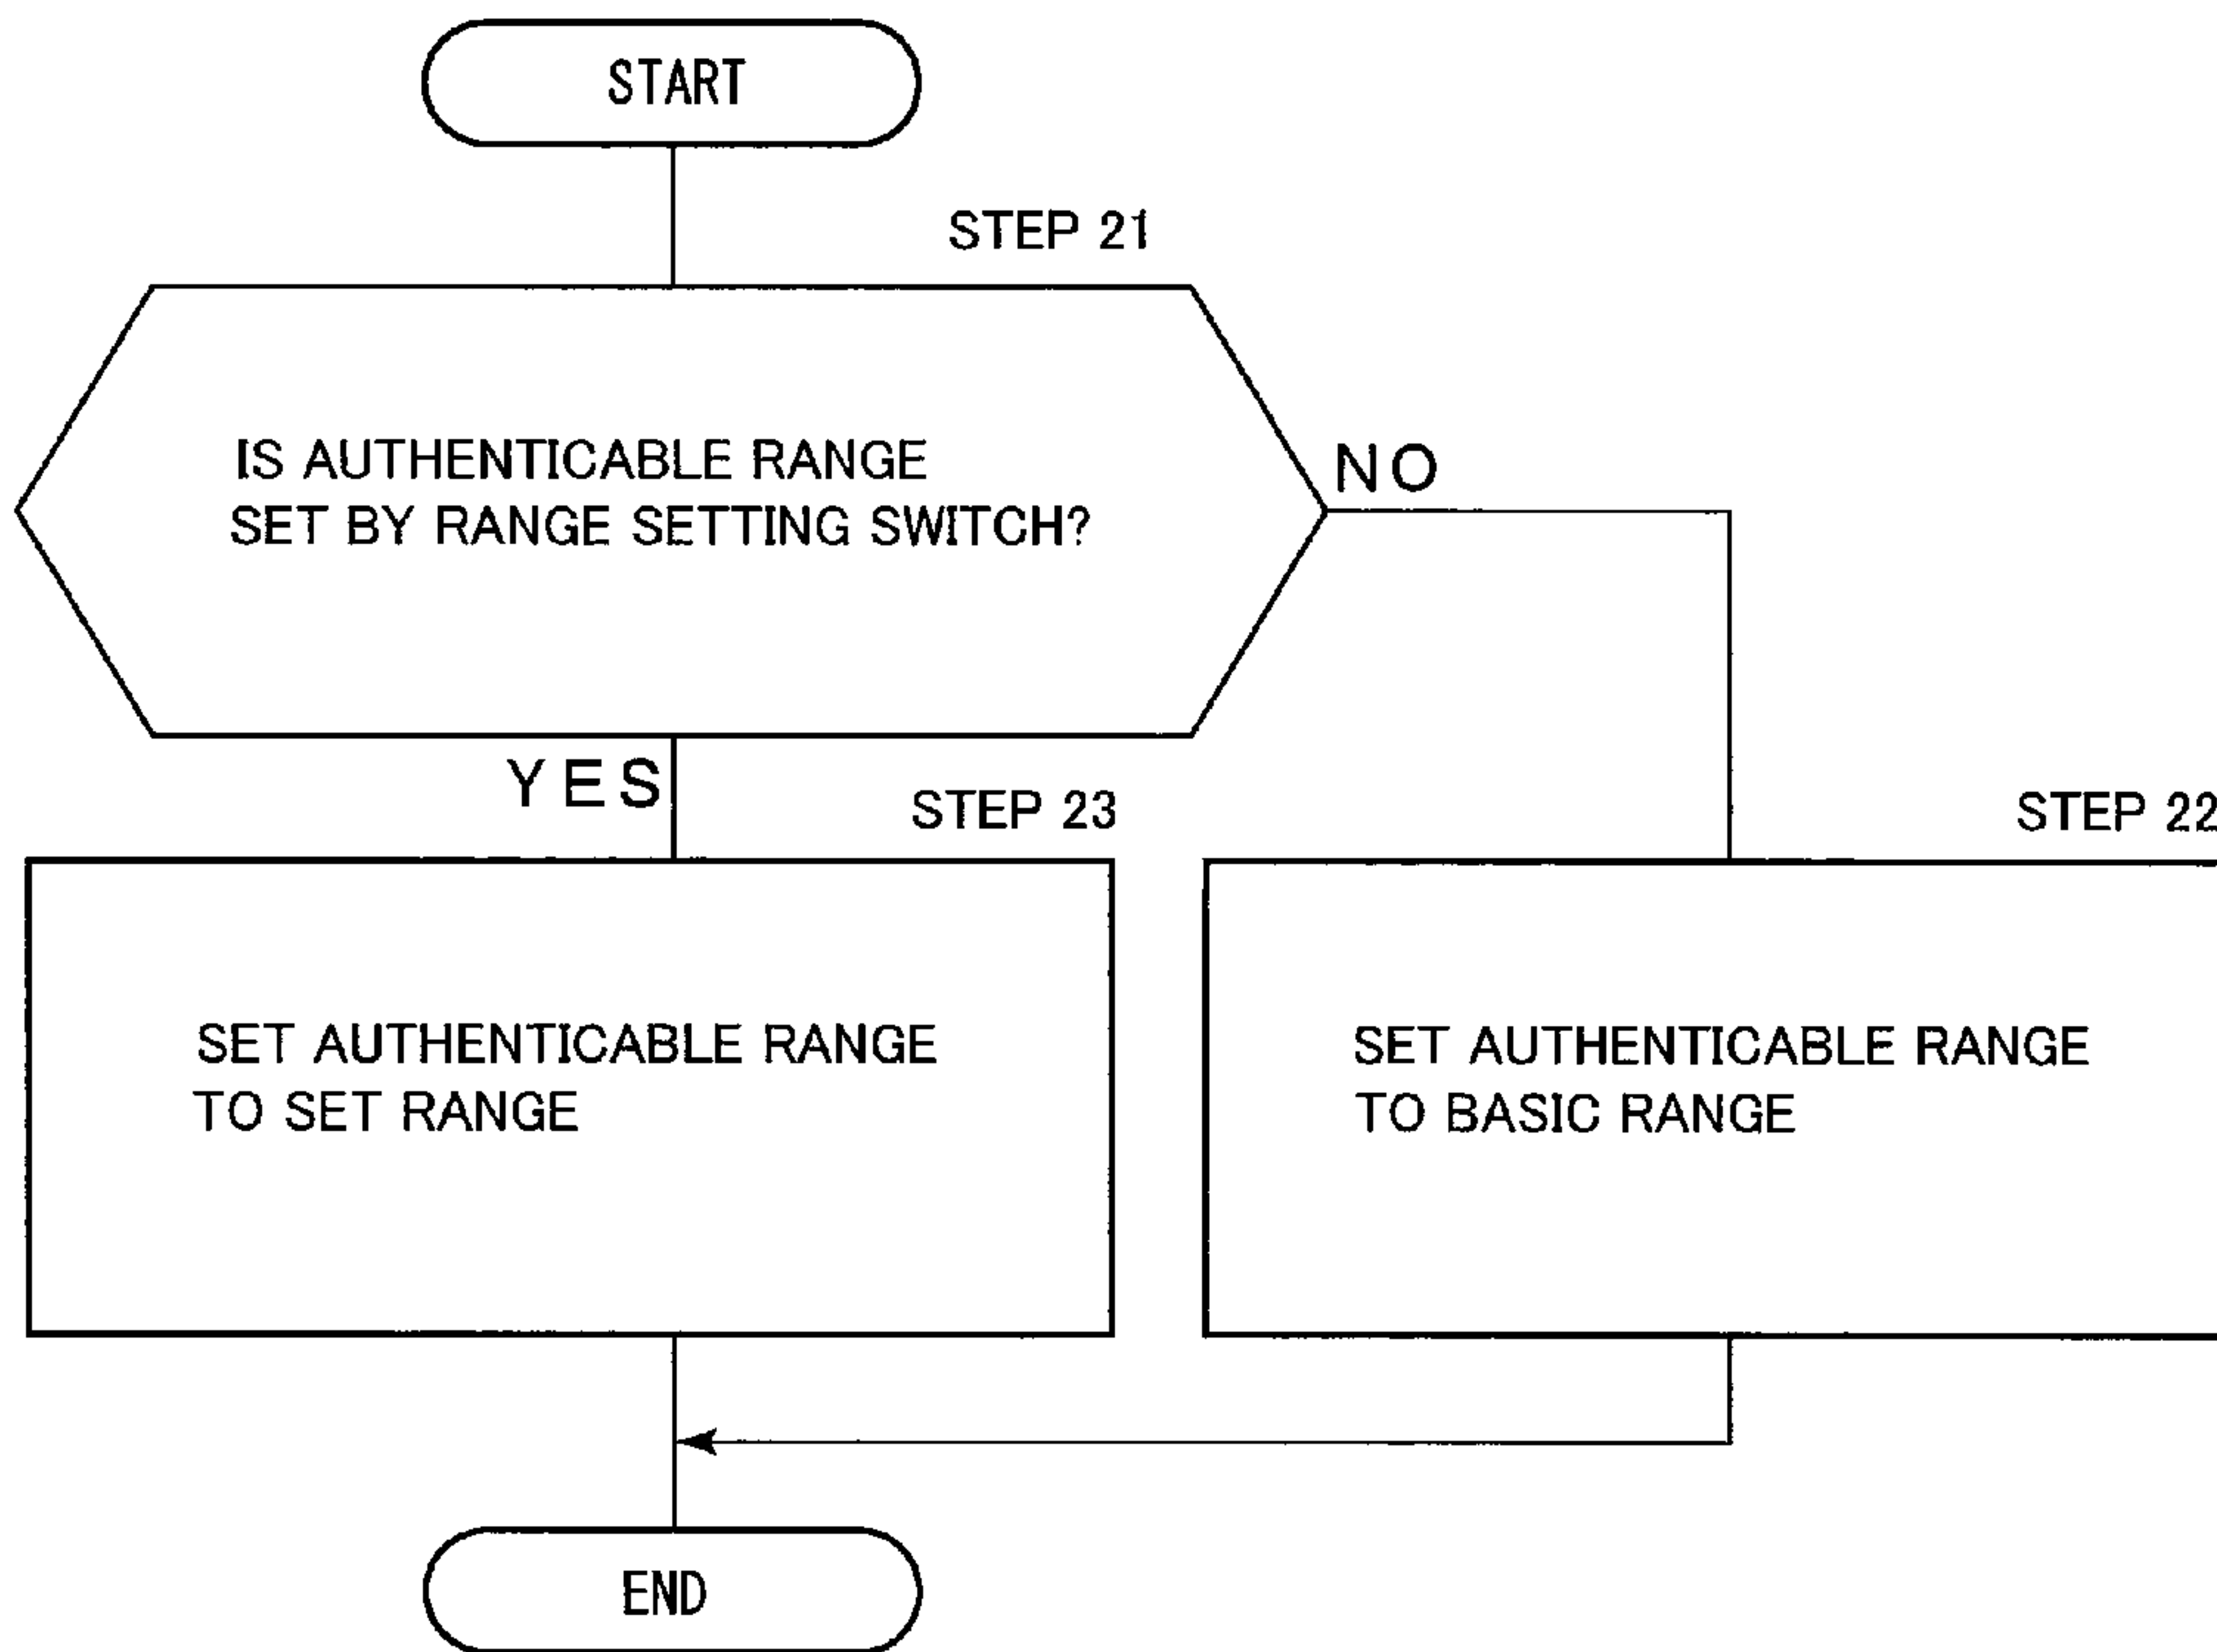 START
STEP 21
IS AUTHENTICABLE RANGE
SET BY RANGE SETTING SWITCH?
NO
YES
STEP 23
STEP 22
SET AUTHENTICABLE RANGE
TO SET RANGE
SET AUTHENTICABLE RANGE
TO BASIC RANGE
END